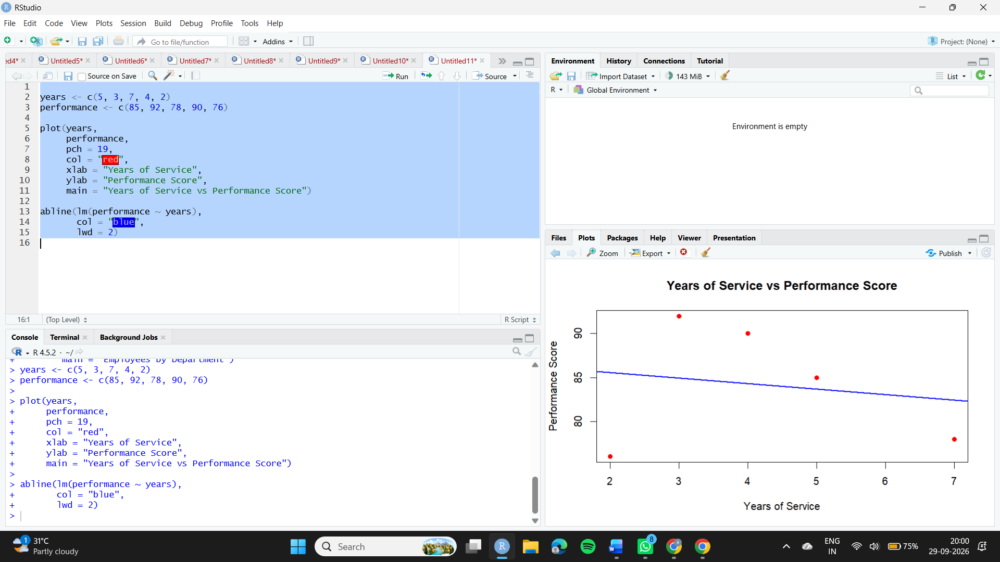 RStudio
File Edit Code View Plots Session Build Debug Profile Tools Help
Go to file/function Addins Project: (None)
ed4* Untitled5* Untitled6* Untitled7* Untitled8* Untitled9* Untitled10* Untitled11*
Source on Save Run Source
1
2 years <- c(5, 3, 7, 4, 2)
3 performance <- c(85, 92, 78, 90, 76)
4
5 plot(years,
6 performance,
7 pch = 19,
8 col = "red",
9 xlab = "Years of Service",
10 ylab = "Performance Score",
11 main = "Years of Service vs Performance Score")
12
13 abline(lm(performance ~ years),
14 col = "blue",
15 lwd = 2)
16
16:1 (Top Level) R Script
Console Terminal Background Jobs
R 4.5.2 · ~/
+ main = "Employees by Department")
> years <- c(5, 3, 7, 4, 2)
> performance <- c(85, 92, 78, 90, 76)
>
> plot(years,
+ performance,
+ pch = 19,
+ col = "red",
+ xlab = "Years of Service",
+ ylab = "Performance Score",
+ main = "Years of Service vs Performance Score")
>
> abline(lm(performance ~ years),
+ col = "blue",
+ lwd = 2)
>
Environment History Connections Tutorial
Import Dataset 143 MiB List
R Global Environment
Environment is empty
Files Plots Packages Help Viewer Presentation
Zoom Export Publish
Years of Service vs Performance Score
Performance Score
90
85
80
2 3 4 5 6 7
Years of Service
1 31°C
Partly cloudy
Search
8
ENG
IN
75%
20:00
29-09-2026